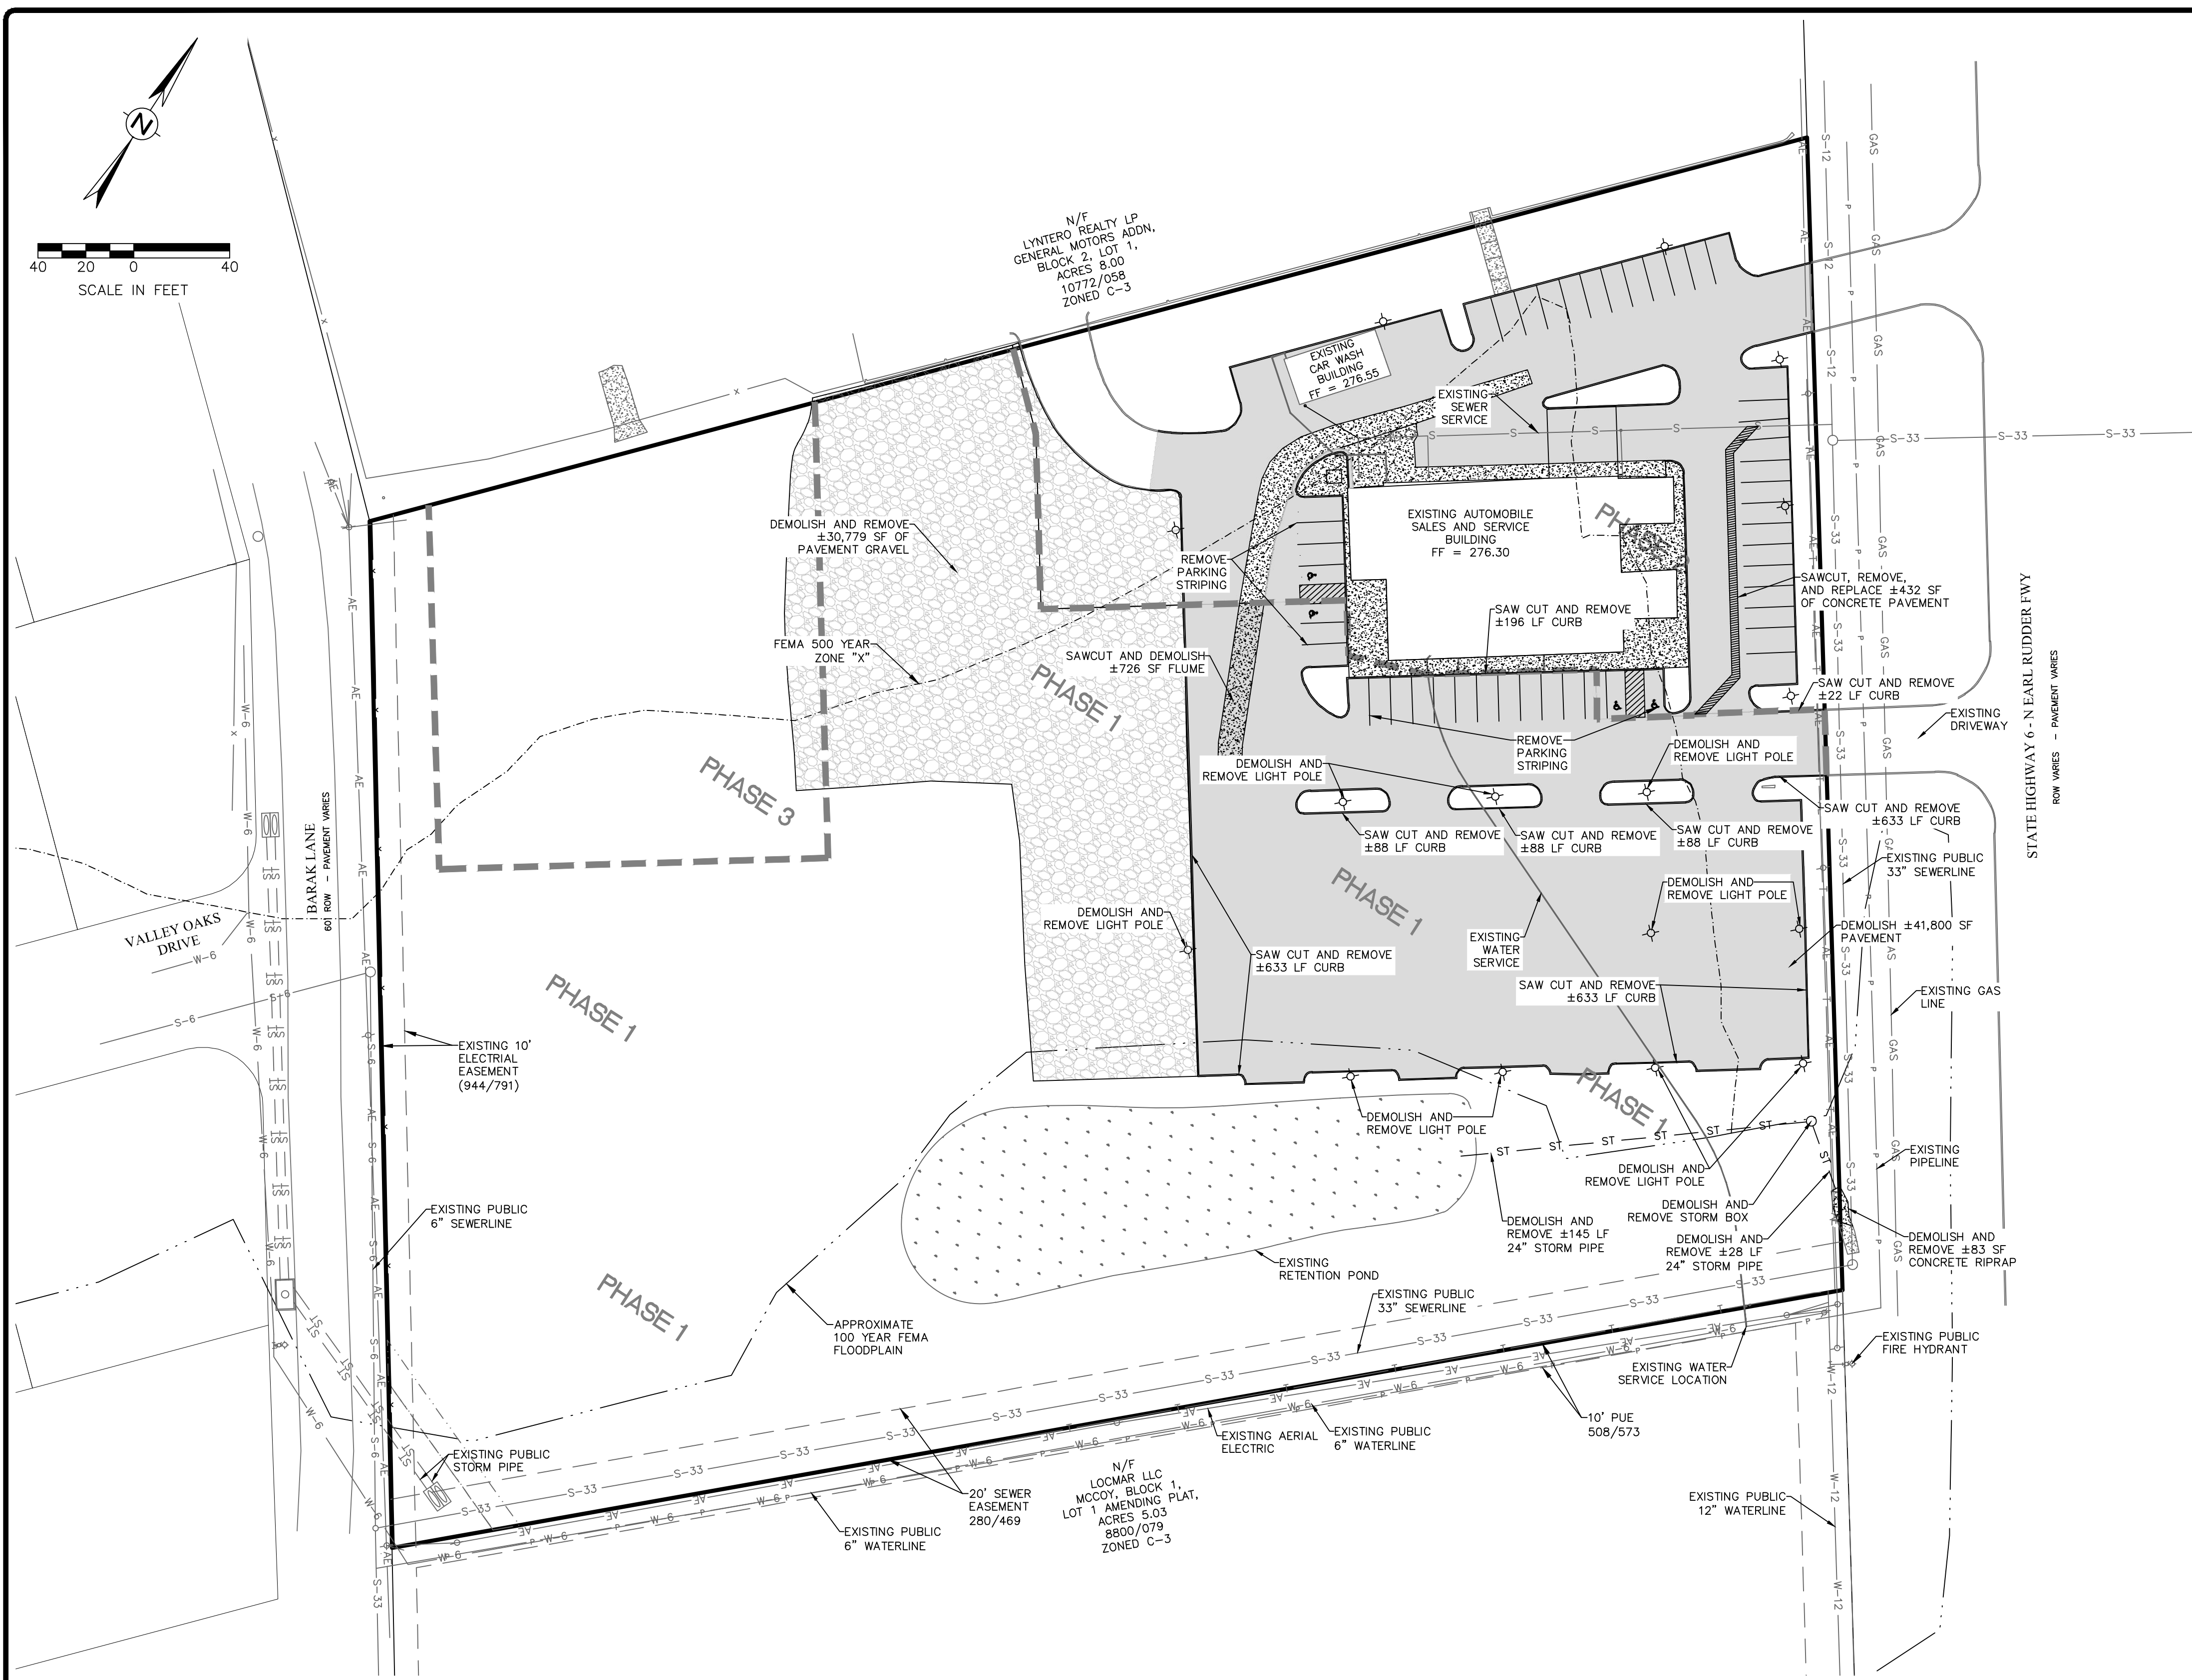 N
40 20 0 40
SCALE IN FEET
N/F
LYNTERO REALTY LP
GENERAL MOTORS ADDN,
BLOCK 2, LOT 1,
ACRES 8.00
10772/058
ZONED C-3
EXISTING
CAR WASH
BUILDING
FF = 276.55
EXISTING
SEWER
SERVICE
EXISTING AUTOMOBILE
SALES AND SERVICE
BUILDING
FF = 276.30
DEMOLISH AND REMOVE
±30,779 SF OF
PAVEMENT GRAVEL
REMOVE
PARKING
STRIPING
SAWCUT, REMOVE,
AND REPLACE ±432 SF
OF CONCRETE PAVEMENT
SAW CUT AND REMOVE
±196 LF CURB
FEMA 500 YEAR
ZONE "X"
SAWCUT AND DEMOLISH
±726 SF FLUME
PHASE 1
SAW CUT AND REMOVE
±22 LF CURB
EXISTING
DRIVEWAY
STATE HIGHWAY 6 - N EARL RUDDER FWY
ROW VARIES - PAVEMENT VARIES
REMOVE
PARKING
STRIPING
DEMOLISH AND
REMOVE LIGHT POLE
DEMOLISH AND
REMOVE LIGHT POLE
PHASE 3
SAW CUT AND REMOVE
±633 LF CURB
SAW CUT AND REMOVE
±88 LF CURB
SAW CUT AND REMOVE
±88 LF CURB
SAW CUT AND REMOVE
±88 LF CURB
EXISTING PUBLIC
33" SEWERLINE
BARAK LANE
60' ROW - PAVEMENT VARIES
VALLEY OAKS
DRIVE
PHASE 1
DEMOLISH AND
REMOVE LIGHT POLE
DEMOLISH AND
REMOVE LIGHT POLE
DEMOLISH ±41,800 SF
PAVEMENT
EXISTING
WATER
SERVICE
SAW CUT AND REMOVE
±633 LF CURB
SAW CUT AND REMOVE
±633 LF CURB
EXISTING GAS
LINE
PHASE 1
EXISTING 10'
ELECTRIAL
EASEMENT
(944/791)
PHASE 1
DEMOLISH AND
REMOVE LIGHT POLE
EXISTING
PIPELINE
DEMOLISH AND
REMOVE LIGHT POLE
DEMOLISH AND
REMOVE STORM BOX
EXISTING PUBLIC
6" SEWERLINE
DEMOLISH AND
REMOVE ±145 LF
24" STORM PIPE
DEMOLISH AND
REMOVE ±28 LF
24" STORM PIPE
DEMOLISH AND
REMOVE ±83 SF
CONCRETE RIPRAP
EXISTING
RETENTION POND
PHASE 1
EXISTING PUBLIC
33" SEWERLINE
APPROXIMATE
100 YEAR FEMA
FLOODPLAIN
EXISTING PUBLIC
FIRE HYDRANT
EXISTING WATER
SERVICE LOCATION
10' PUE
508/573
EXISTING AERIAL
ELECTRIC
EXISTING PUBLIC
6" WATERLINE
EXISTING PUBLIC
STORM PIPE
N/F
LOCMAR LLC
MCCOY, BLOCK 1,
LOT 1 AMENDING PLAT,
ACRES 5.03
8800/079
ZONED C-3
20' SEWER
EASEMENT
280/469
EXISTING PUBLIC
6" WATERLINE
EXISTING PUBLIC
12" WATERLINE